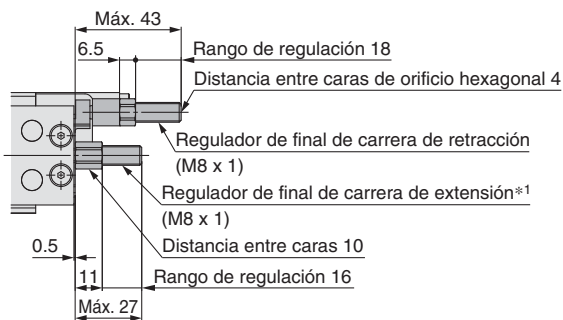 Máx. 43
6.5
Rango de regulación 18
Distancia entre caras de orificio hexagonal 4
Regulador de final de carrera de retracción
(M8 x 1)
Regulador de final de carrera de extensión*1
(M8 x 1)
0.5
Distancia entre caras 10
11
Rango de regulación 16
Máx. 27